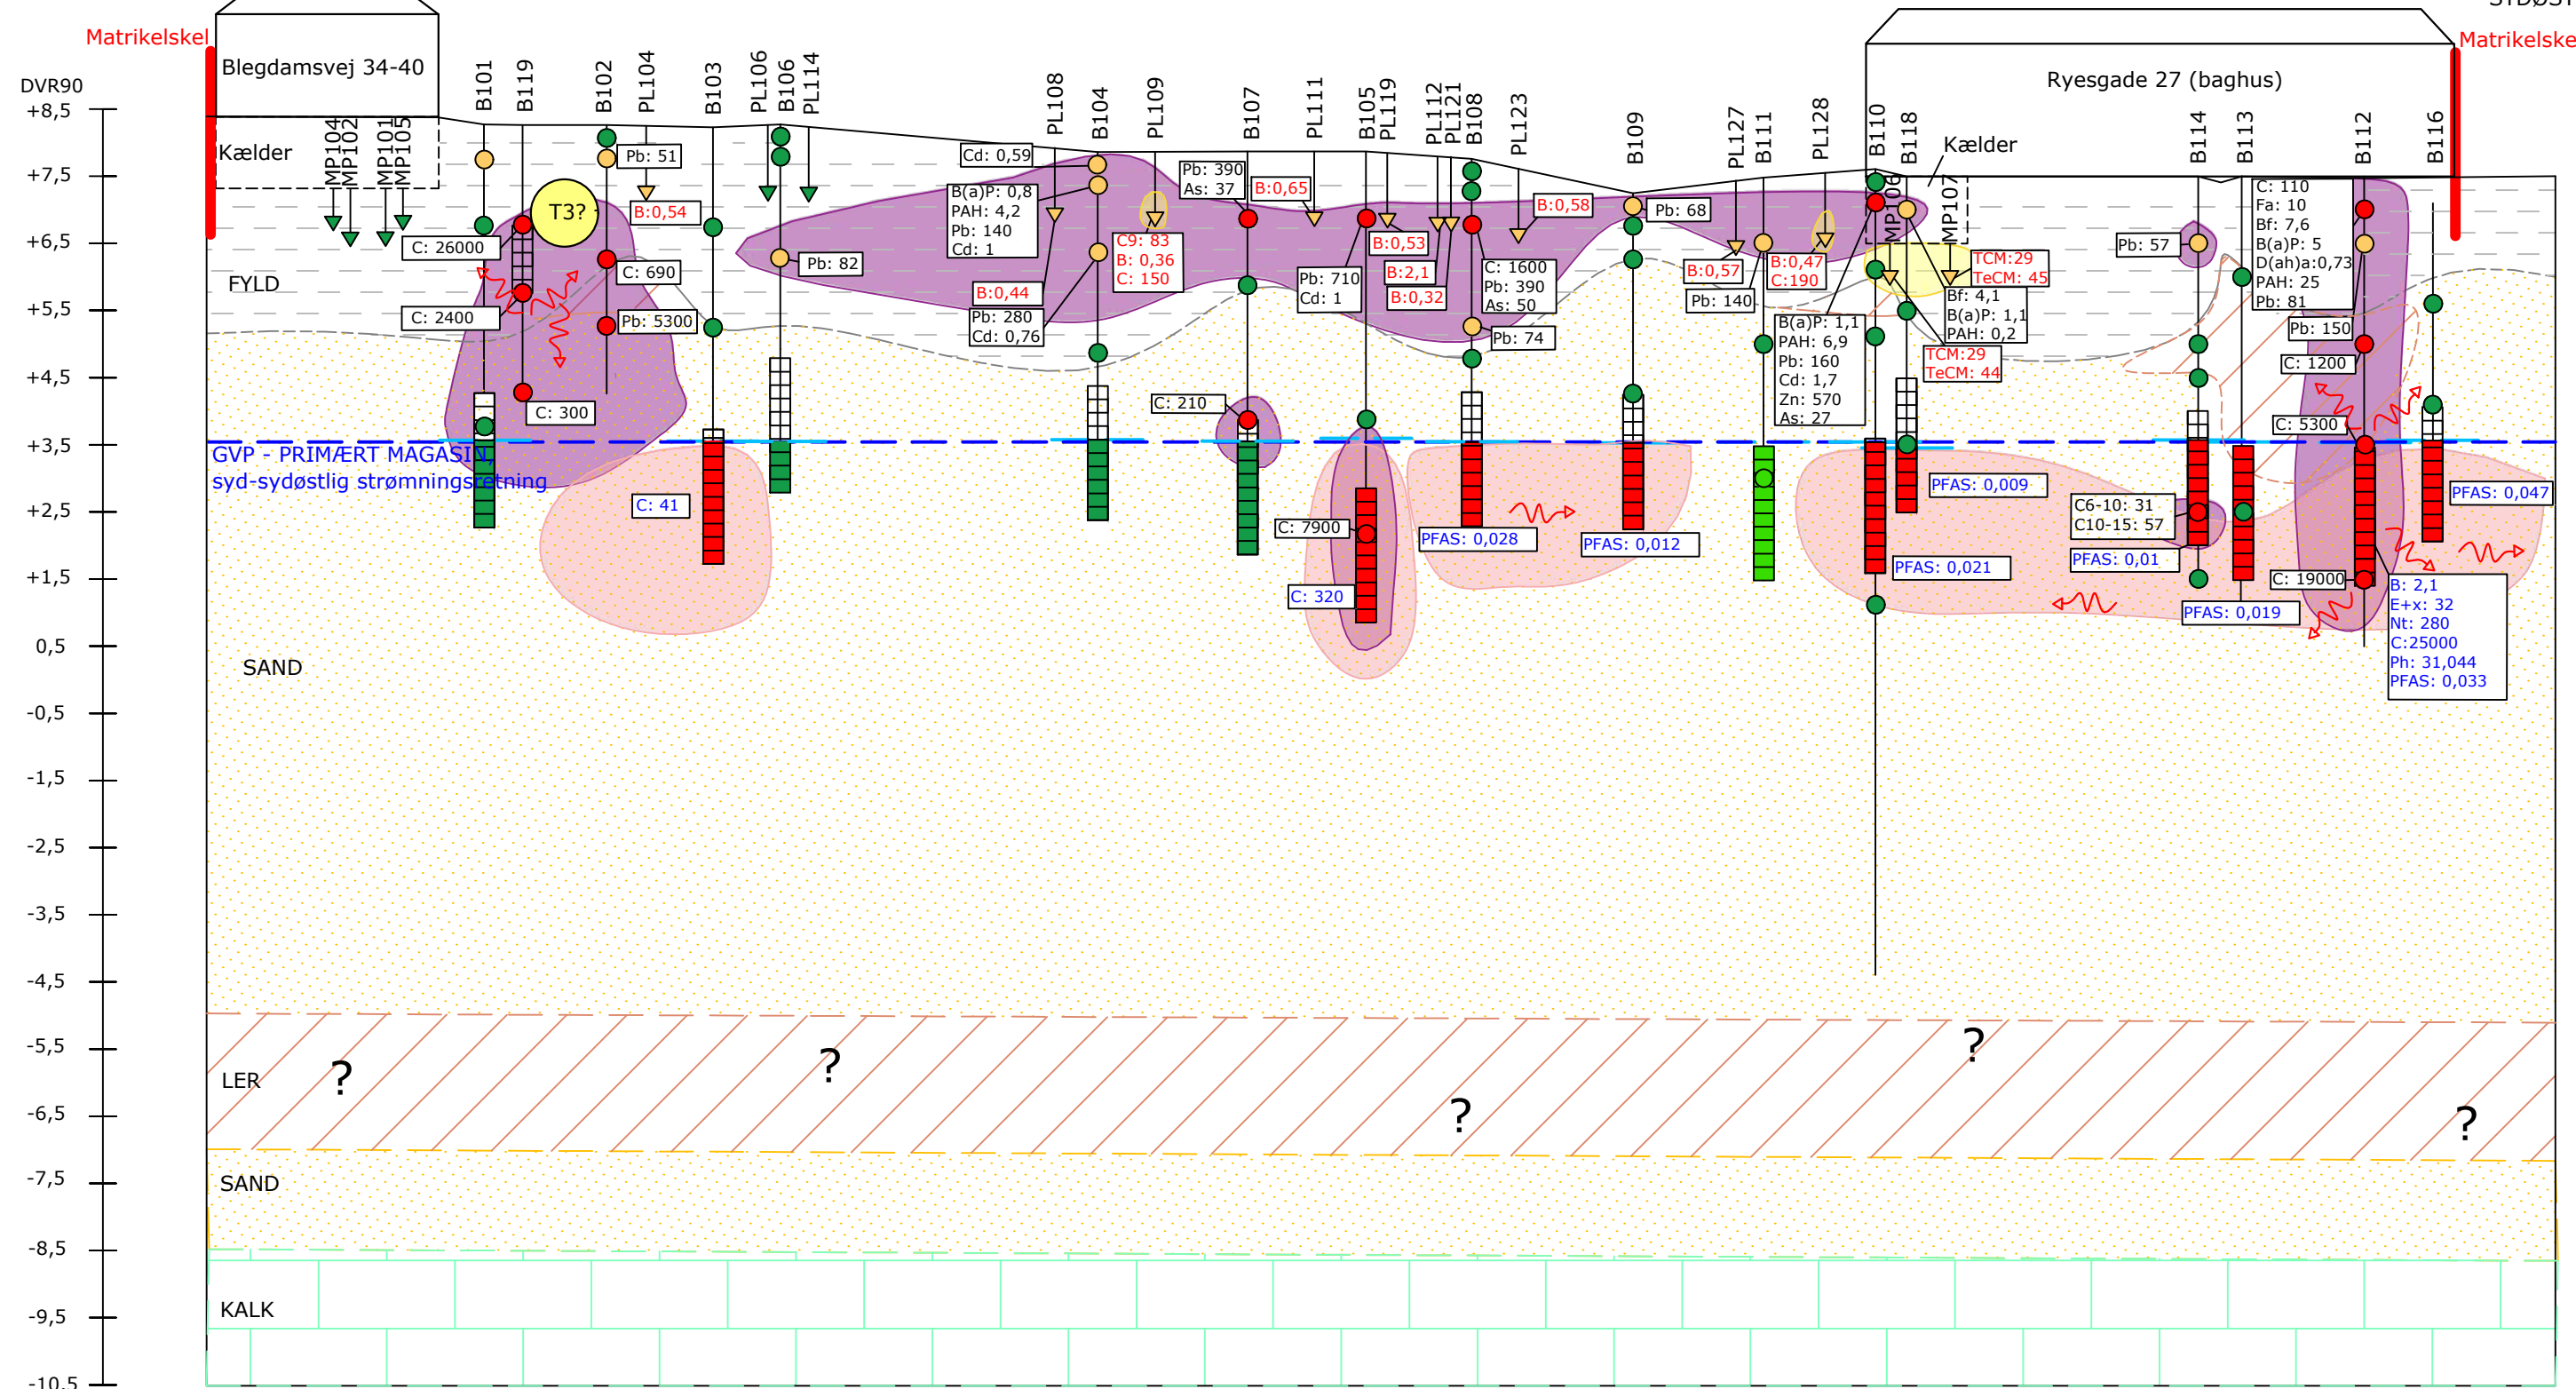 SYDØST
Matrikelskel
Matrikelske
Blegdamsvej 34-40
Ryesgade 27 (baghus)
DVR90
+8,5
+7,5
+6,5
+5,5
+4,5
+3,5
+2,5
+1,5
0,5
-0,5
-1,5
-2,5
-3,5
-4,5
-5,5
-6,5
-7,5
-8,5
-9,5
-10,5
B101
B119
B102
PL104
B103
PL106
B106
PL114
PL108
B104
PL109
B107
PL111
B105
PL119
PL112
PL121
B108
PL123
B109
PL127
B111
PL128
B110
B118
B114
B113
B112
B116
Kælder
MP104
MP102
MP101
MP105
Kælder
MP106
MP107
FYLD
T3?
C: 26000
C: 2400
Pb: 51
B:0,54
C: 690
Pb: 5300
C: 300
Pb: 82
Cd: 0,59
B(a)P: 0,8
PAH: 4,2
Pb: 140
Cd: 1
B:0,44
Pb: 280
Cd: 0,76
C9: 83
B: 0,36
C: 150
Pb: 390
As: 37
B:0,65
Pb: 710
Cd: 1
B:0,53
B:2,1
B:0,32
C: 1600
Pb: 390
As: 50
Pb: 74
B:0,58
Pb: 68
B:0,57
Pb: 140
B:0,47
C:190
B(a)P: 1,1
PAH: 6,9
Pb: 160
Cd: 1,7
Zn: 570
As: 27
TCM:29
TeCM: 45
Bf: 4,1
B(a)P: 1,1
PAH: 0,2
TCM:29
TeCM: 44
Pb: 57
C: 110
Fa: 10
Bf: 7,6
B(a)P: 5
D(ah)a:0,73
PAH: 25
Pb: 81
Pb: 150
C: 1200
C: 5300
C: 210
GVP - PRIMÆRT MAGASIN,
syd-sydøstlig strømningsretning
C: 41
C: 7900
C: 320
PFAS: 0,028
PFAS: 0,012
PFAS: 0,009
PFAS: 0,021
C6-10: 31
C10-15: 57
PFAS: 0,01
PFAS: 0,019
PFAS: 0,047
C: 19000
B: 2,1
E+x: 32
Nt: 280
C:25000
Ph: 31,044
PFAS: 0,033
SAND
LER
?
?
?
?
?
SAND
KALK